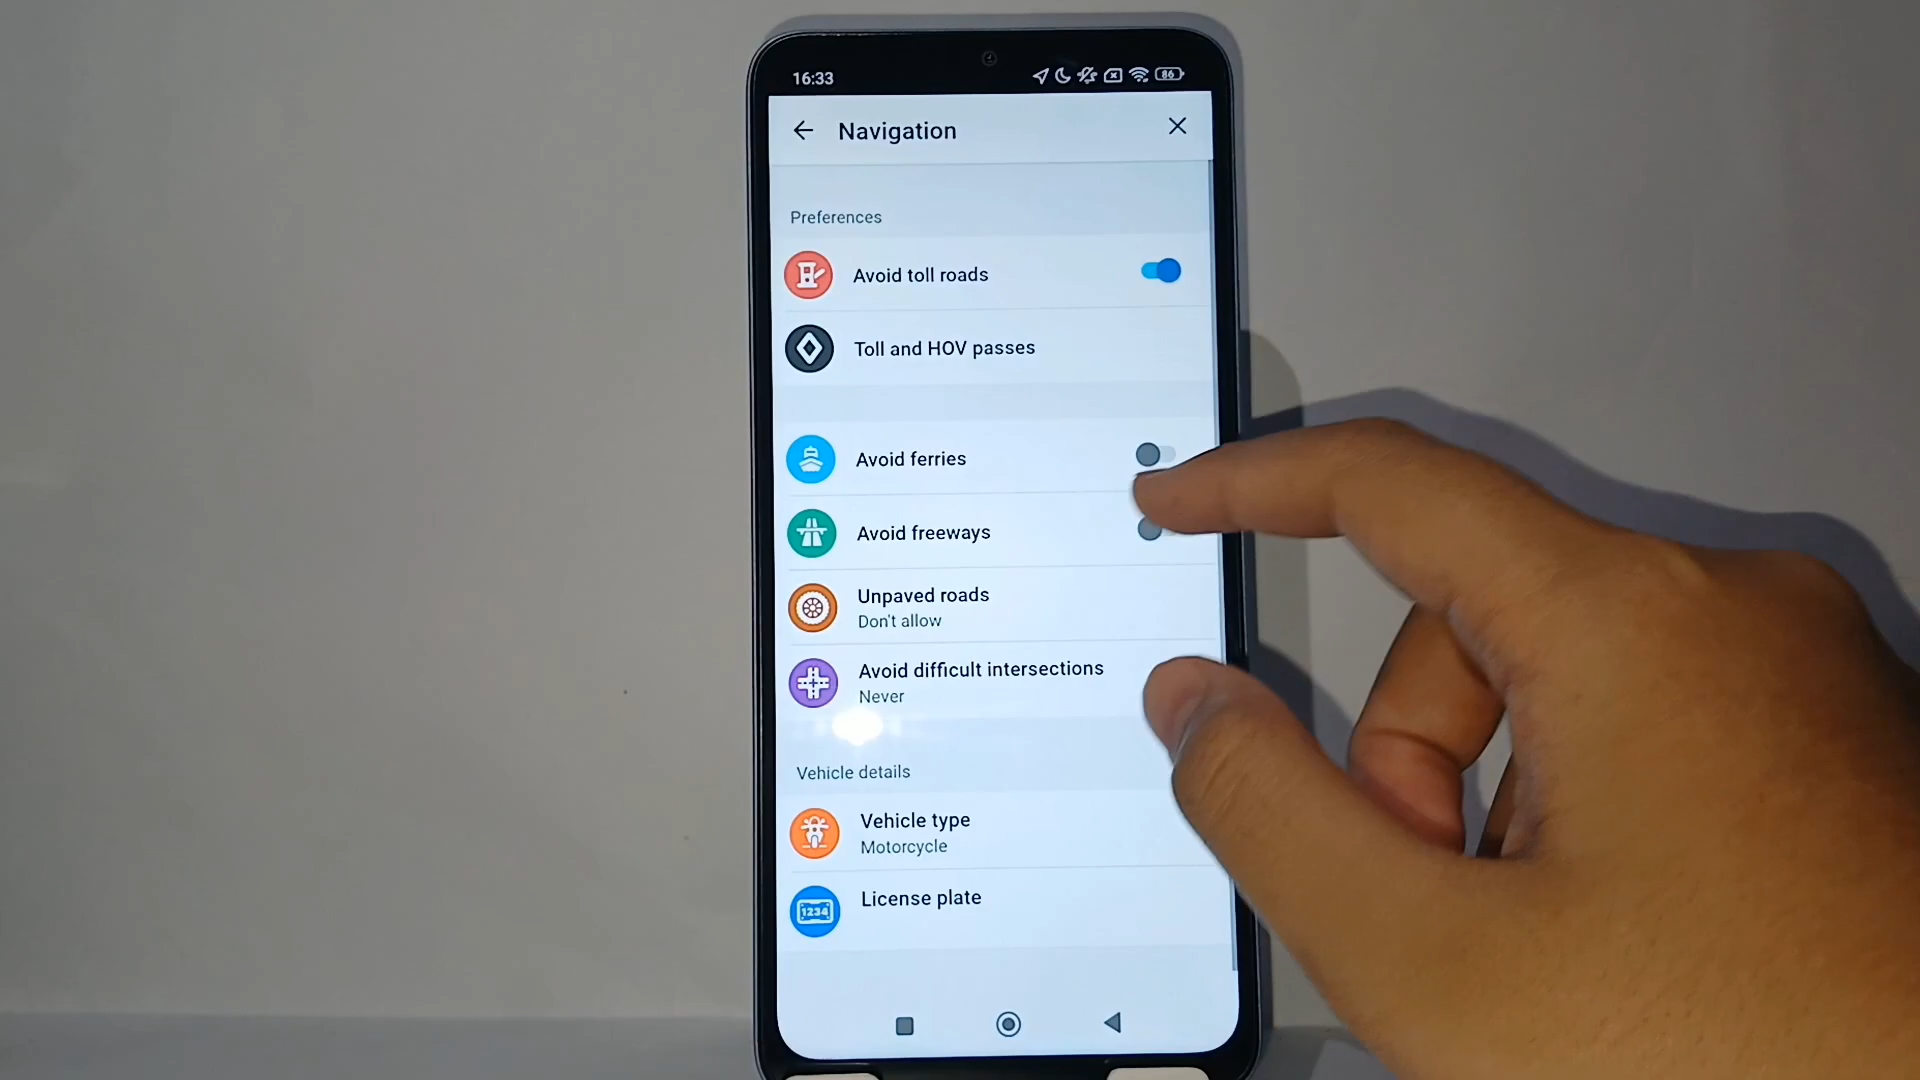 16:33
86
Navigation
Preferences
Avoid toll roads
Toll and HOV passes
Avoid ferries
Avoid freeways
Unpaved roads
Don't allow
Avoid difficult intersections
Never
Vehicle details
Vehicle type
Motorcycle
License plate
1234